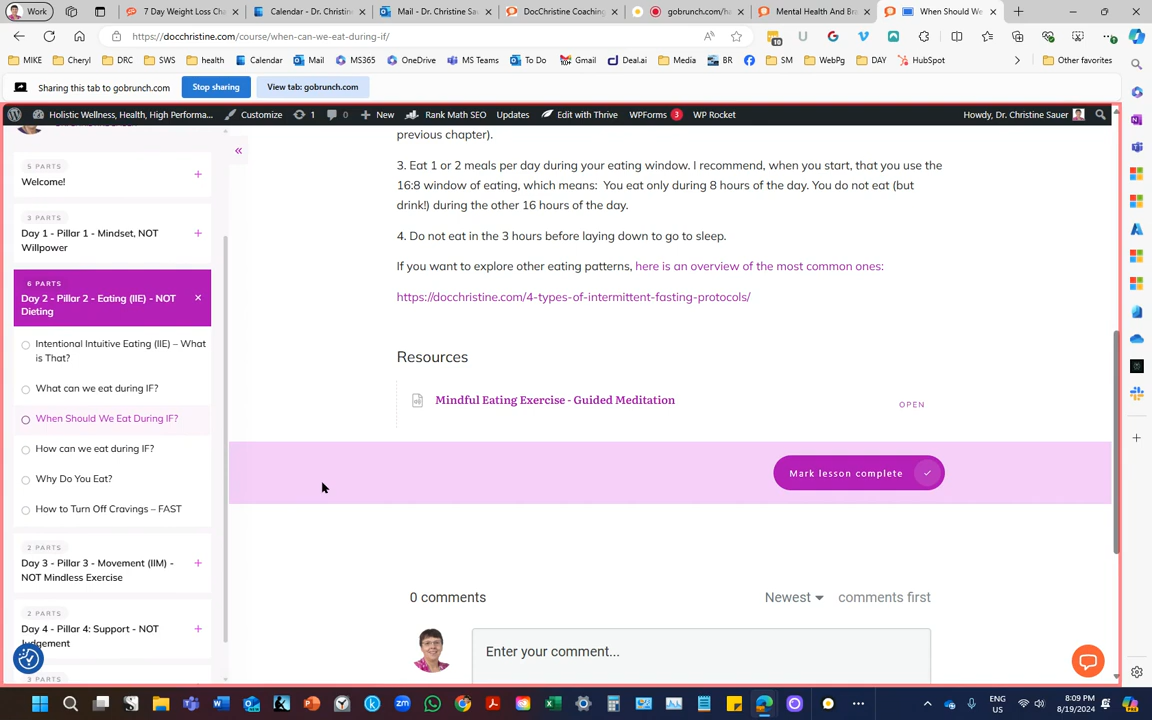 Work
7 Day Weight Loss Cha
Calendar - Dr. Christine
Mail - Dr. Christine Sau
DocChristine Coaching
gobrunch.com/ha
Mental Health And Bra
When Should We
https://docchristine.com/course/when-can-we-eat-during-if/
10
MIKE
Cheryl
DRC
SWS
health
Calendar
Mail
MS365
OneDrive
MS Teams
To Do
Gmail
Deal.ai
Media
BR
SM
WebPg
DAY
HubSpot
Other favorites
Sharing this tab to gobrunch.com
Stop sharing
View tab: gobrunch.com
Holistic Wellness, Health, High Performa...
Customize
1
0
New
Rank Math SEO
Updates
Edit with Thrive
WPForms 3
WP Rocket
Howdy, Dr. Christine Sauer
5 PARTS
Welcome!
3 PARTS
Day 1 - Pillar 1 - Mindset, NOT
Willpower
6 PARTS
Day 2 - Pillar 2 - Eating (IIE) - NOT
Dieting
Intentional Intuitive Eating (IIE) – What
is That?
What can we eat during IF?
When Should We Eat During IF?
How can we eat during IF?
Why Do You Eat?
How to Turn Off Cravings – FAST
2 PARTS
Day 3 - Pillar 3 - Movement (IIM) -
NOT Mindless Exercise
2 PARTS
Day 4 - Pillar 4: Support - NOT
Judgement
3 PARTS
previous chapter).
3. Eat 1 or 2 meals per day during your eating window. I recommend, when you start, that you use the
16:8 window of eating, which means:  You eat only during 8 hours of the day. You do not eat (but
drink!) during the other 16 hours of the day.
4. Do not eat in the 3 hours before laying down to go to sleep.
If you want to explore other eating patterns, here is an overview of the most common ones:
https://docchristine.com/4-types-of-intermittent-fasting-protocols/
Resources
Mindful Eating Exercise - Guided Meditation
OPEN
Mark lesson complete
0 comments
Newest
comments first
Enter your comment...
ENG
US
8:09 PM
8/19/2024